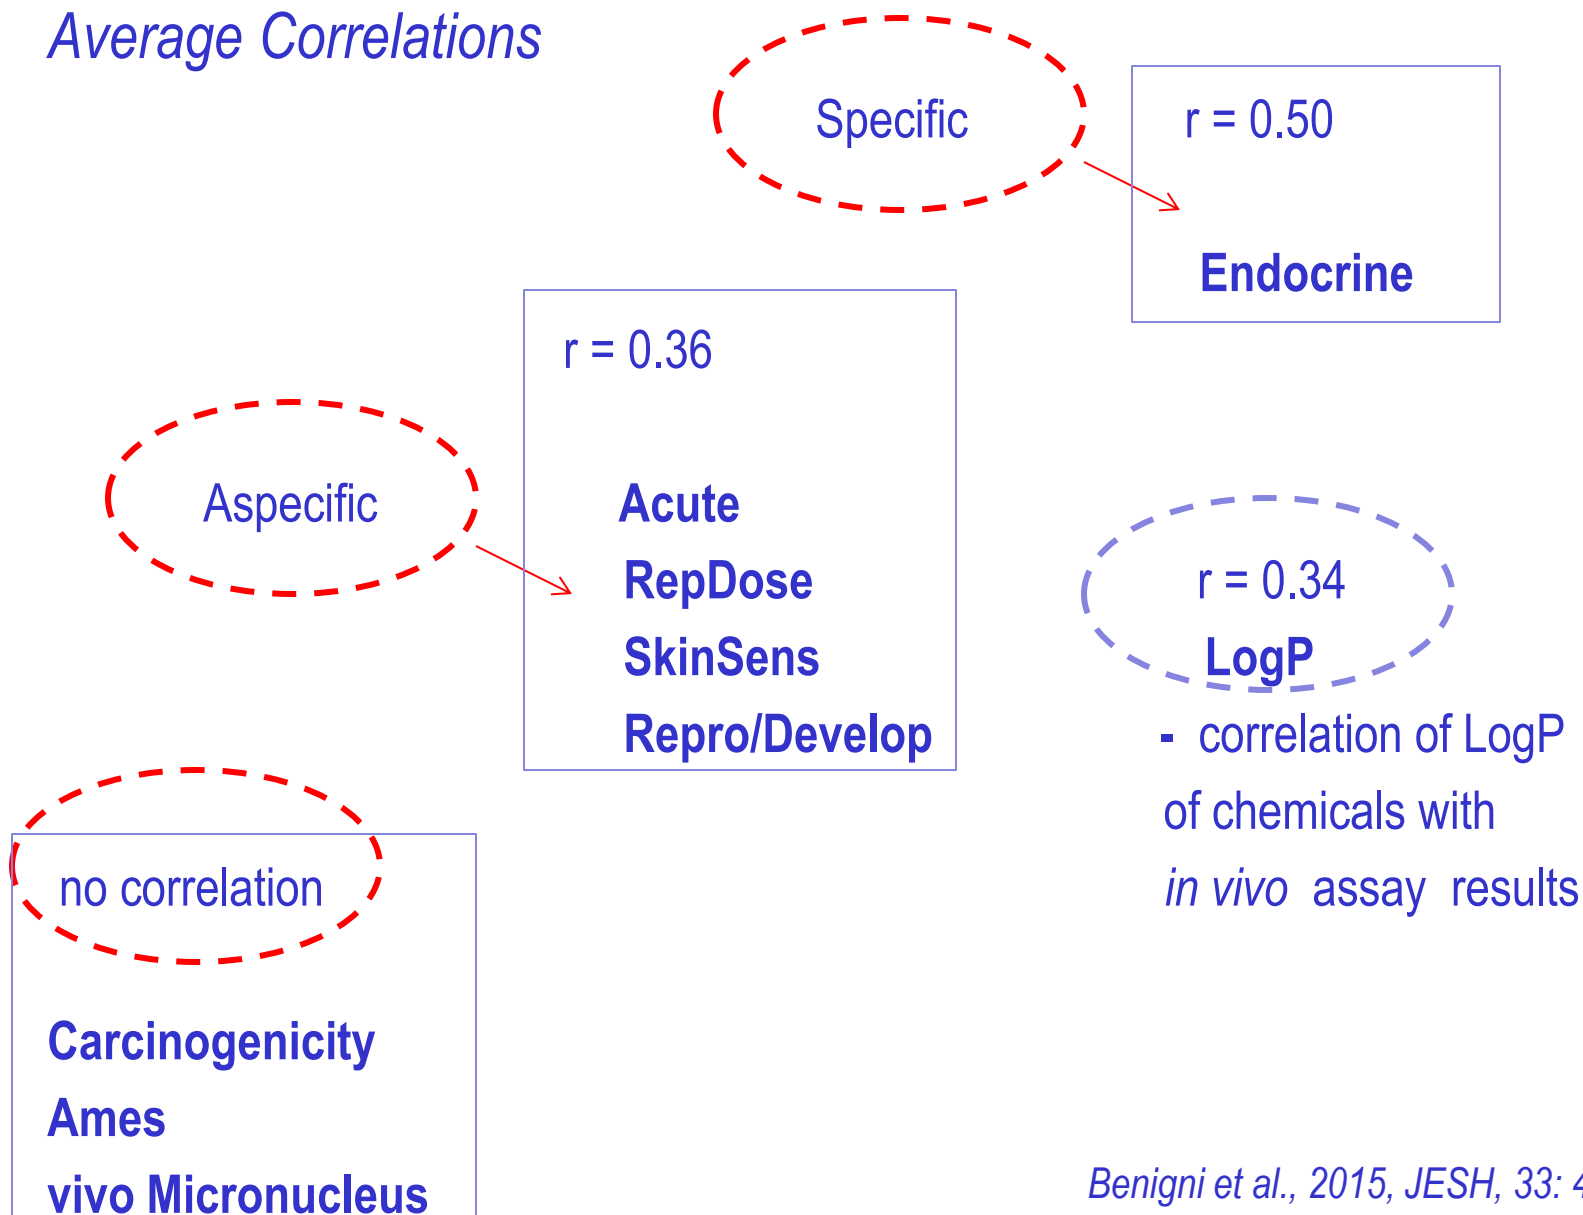 Average Correlations
Specific
r = 0.50
Endocrine
r = 0.36
Aspecific
Acute
RepDose
SkinSens
Repro/Develop
r = 0.34
LogP
- correlation of LogP
of chemicals with
in vivo assay results
no correlation
Carcinogenicity
Ames
vivo Micronucleus
Benigni et al., 2015, JESH, 33: 4